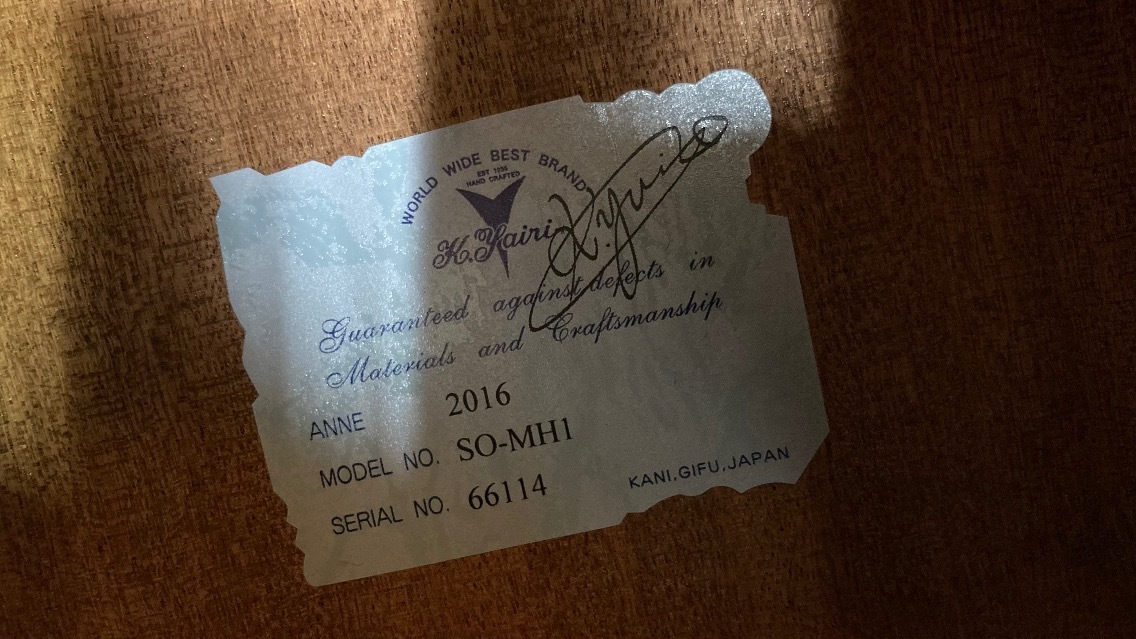 WORLD WIDE BEST BRAND
EST 1935
HAND CRAFTED
K.Yairi
K.Yairi
Guaranteed against defects in
Materials and Craftsmanship
ANNE 2016
MODEL NO. SO-MH1
SERIAL NO. 66114
KANI.GIFU.JAPAN